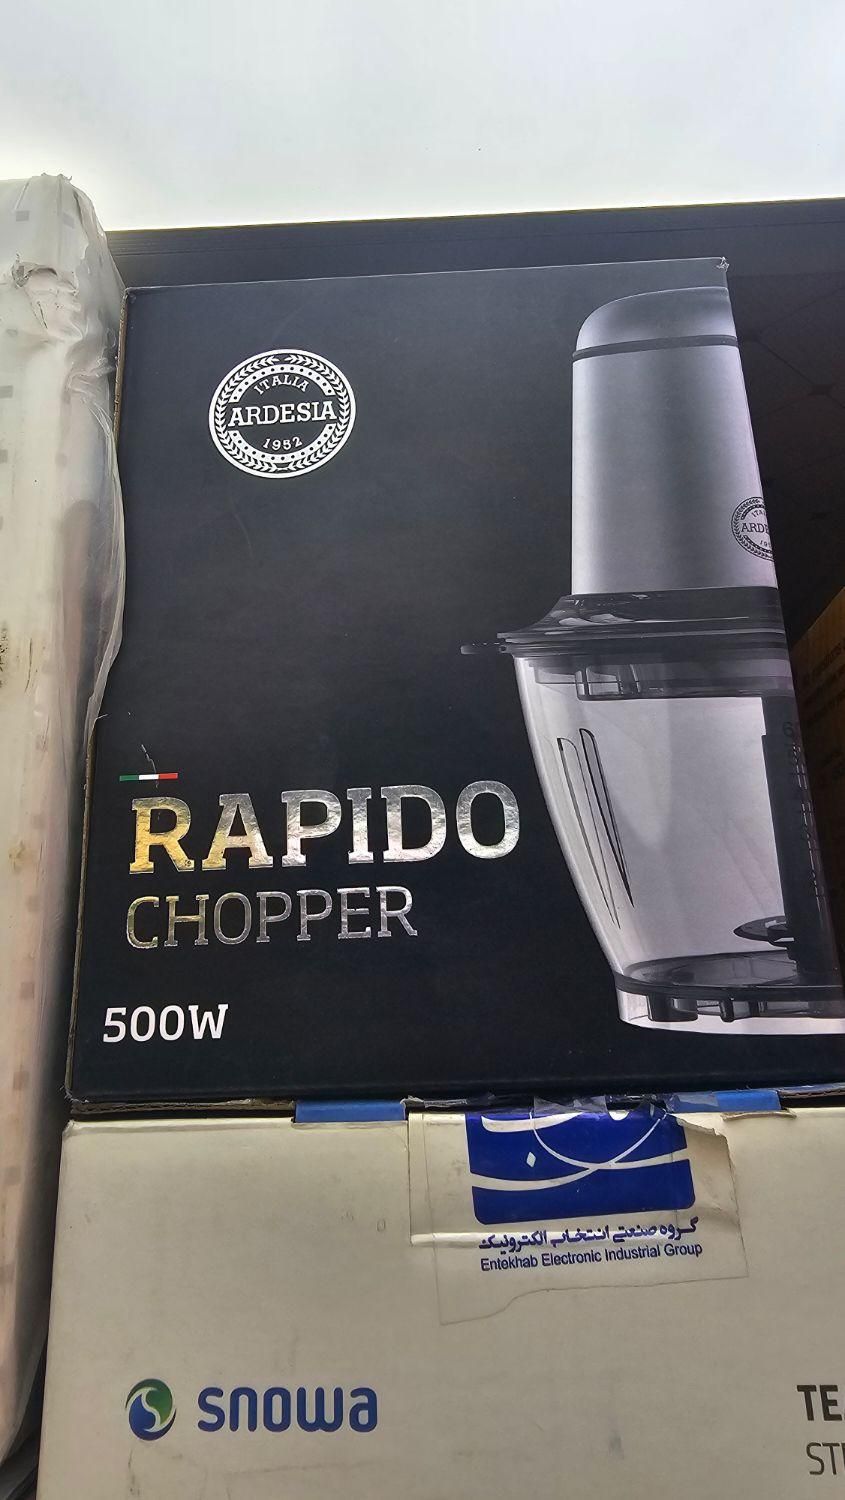 ITALIA
ARDESIA
1952
RAPIDO
CHOPPER
500W
گروه صنعتی انتخاب الکترونیک
Entekhab Electronic Industrial Group
snowa